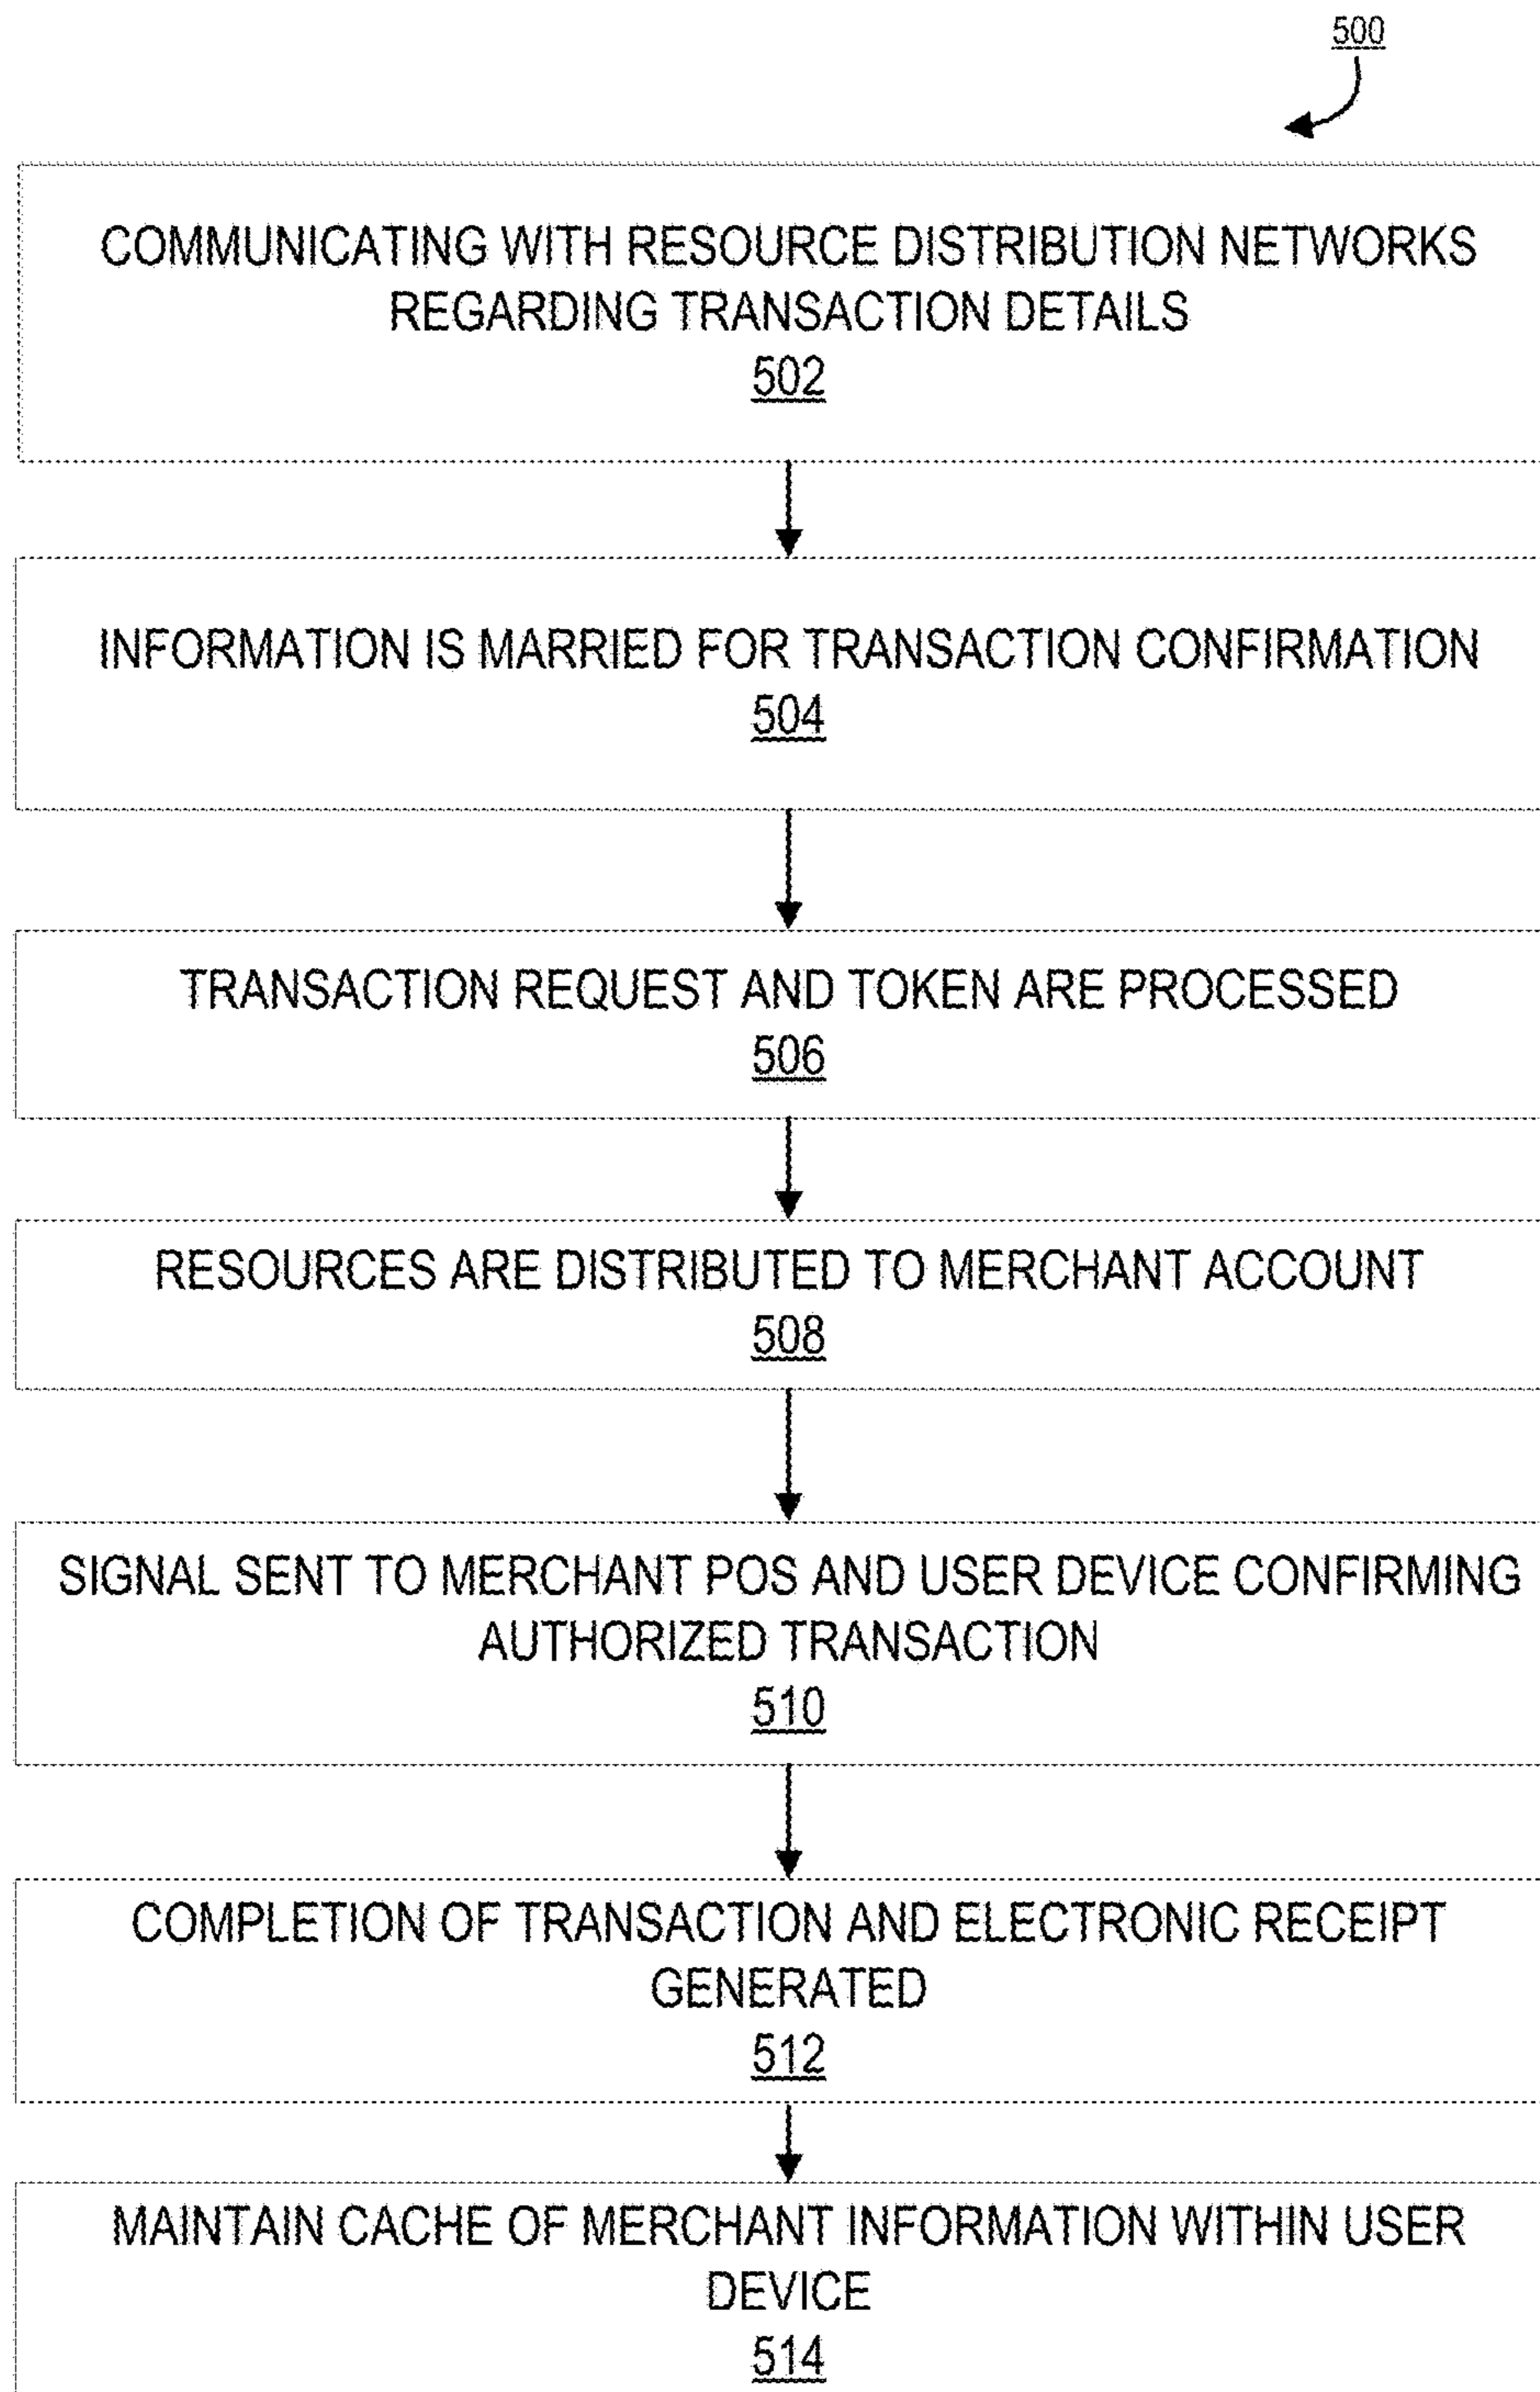 500
COMMUNICATING WITH RESOURCE DISTRIBUTION NETWORKS
REGARDING TRANSACTION DETAILS
502
INFORMATION IS MARRIED FOR TRANSACTION CONFIRMATION
504
TRANSACTION REQUEST AND TOKEN ARE PROCESSED
506
RESOURCES ARE DISTRIBUTED TO MERCHANT ACCOUNT
508
SIGNAL SENT TO MERCHANT POS AND USER DEVICE CONFIRMING
AUTHORIZED TRANSACTION
510
COMPLETION OF TRANSACTION AND ELECTRONIC RECEIPT
GENERATED
512
MAINTAIN CACHE OF MERCHANT INFORMATION WITHIN USER
DEVICE
514